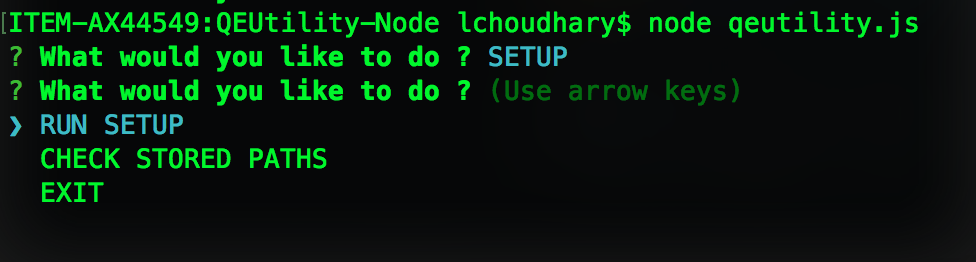 [ITEM-AX44549:QEUtility-Node lchoudhary$ node qeutility.js
? What would you like to do ? SETUP
? What would you like to do ? (Use arrow keys)
❯ RUN SETUP
CHECK STORED PATHS
EXIT